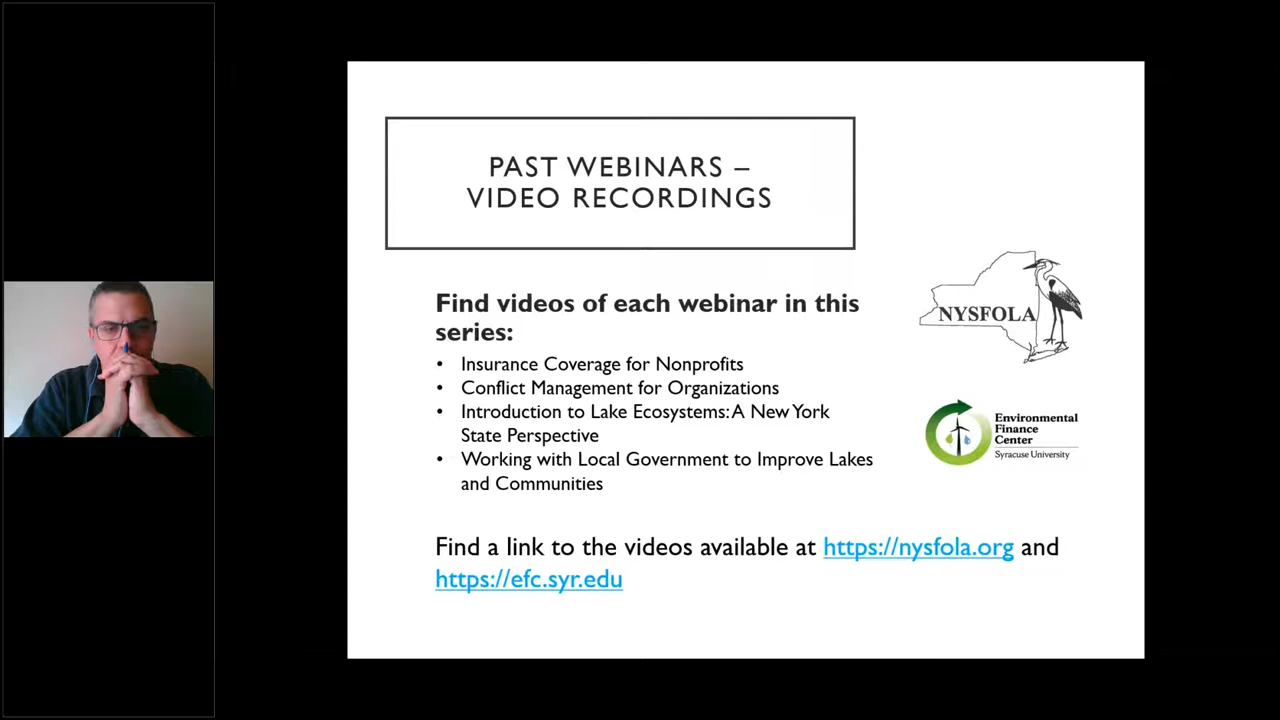 PAST WEBINARS –
VIDEO RECORDINGS
Find videos of each webinar in this
series:
• Insurance Coverage for Nonprofits
• Conflict Management for Organizations
• Introduction to Lake Ecosystems: A New York
State Perspective
• Working with Local Government to Improve Lakes
and Communities
Find a link to the videos available at https://nysfola.org and
https://efc.syr.edu
NYSFOLA
Environmental
Finance
Center
Syracuse University